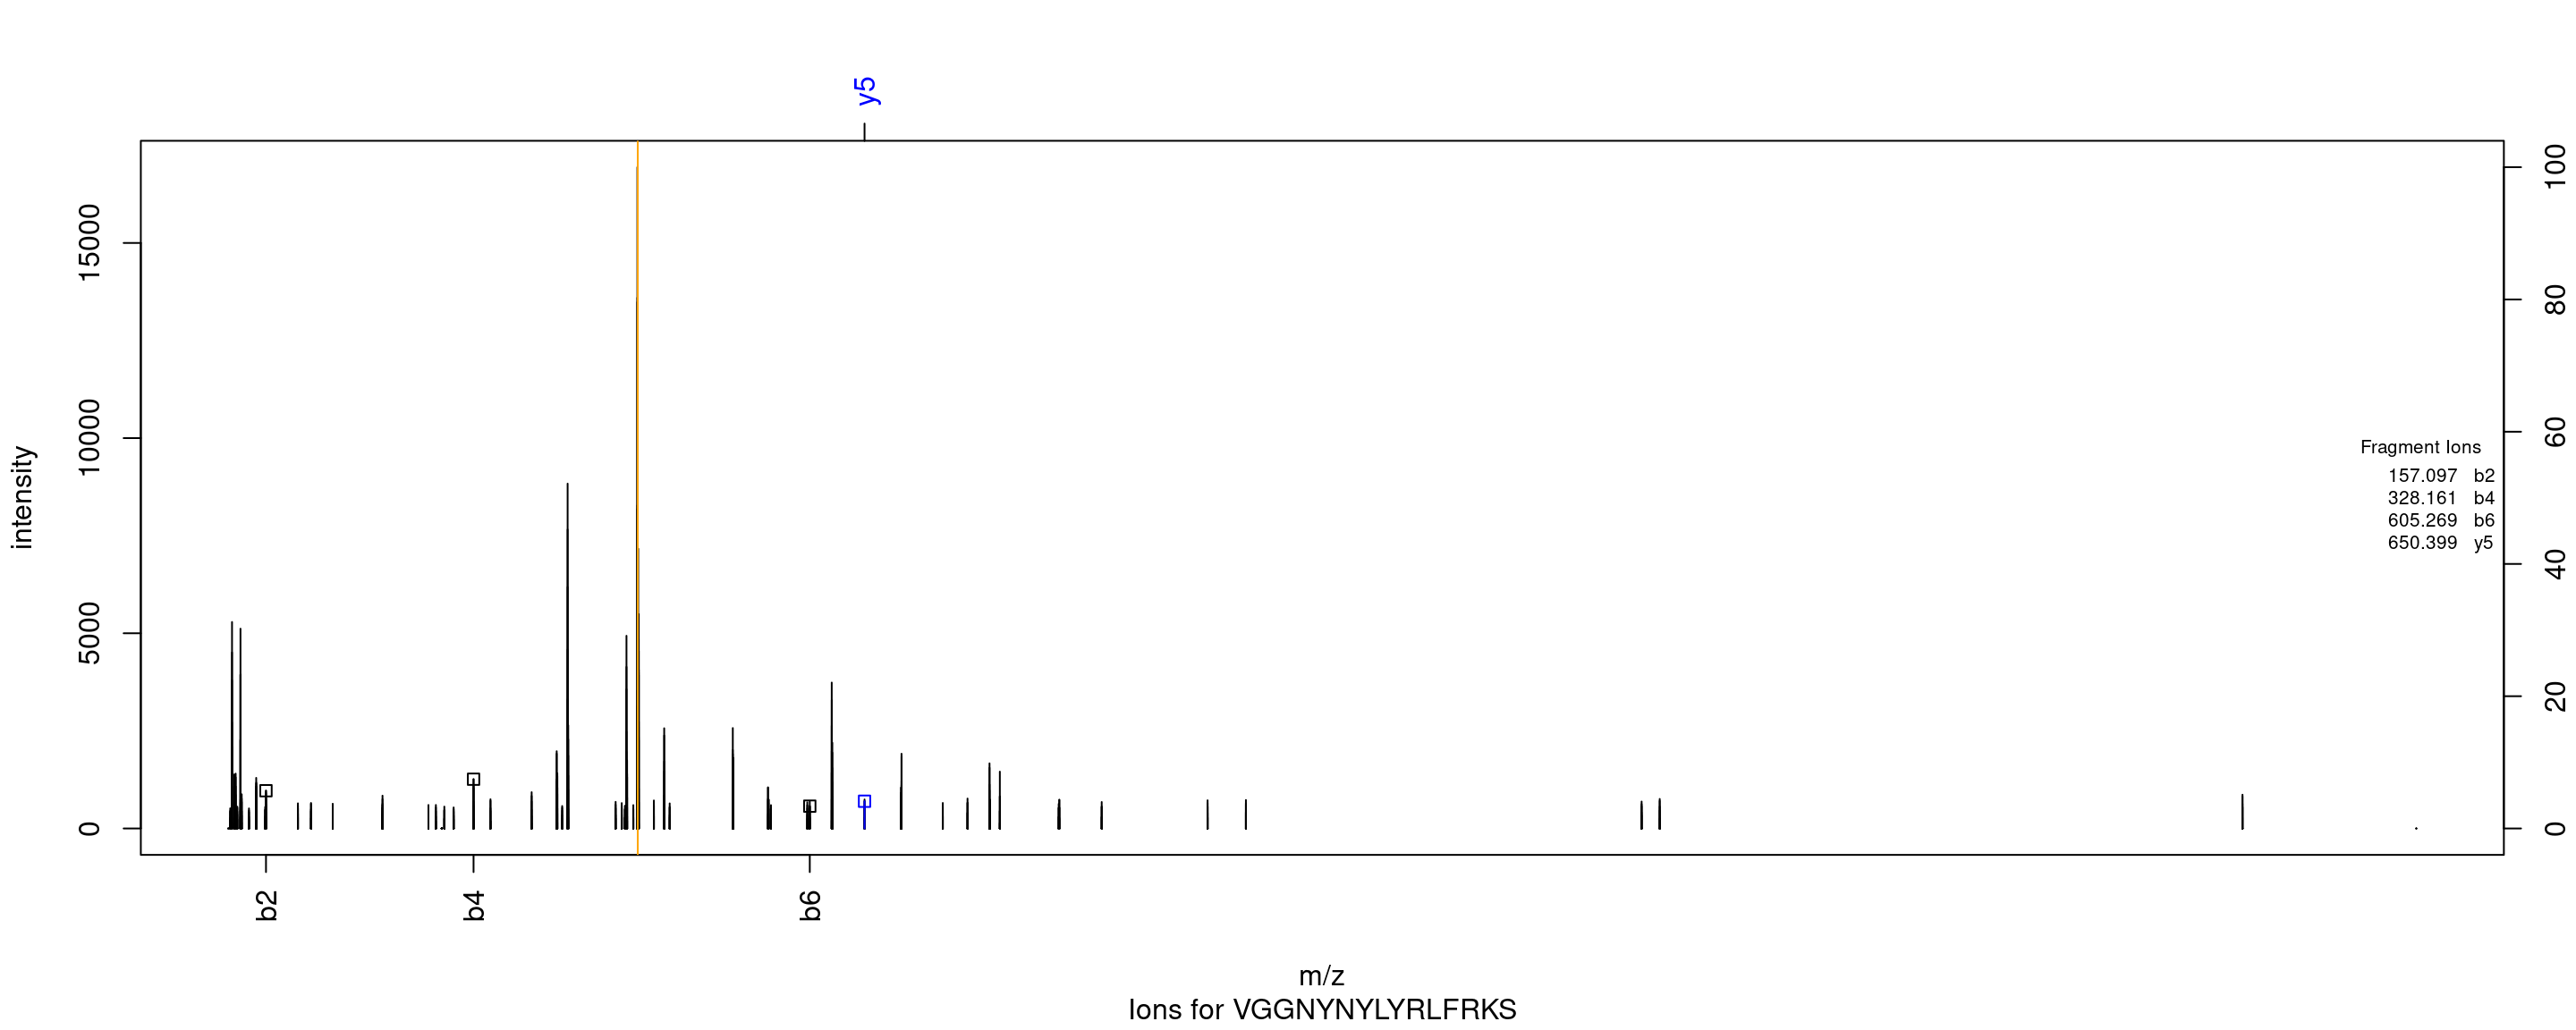 y5
intensity
15000
10000
5000
0
100
80
60
40
20
0
Fragment Ions
157.097 b2
328.161 b4
605.269 b6
650.399 y5
b2
b4
b6
m/z
Ions for VGGNYNYLYRLFRKS